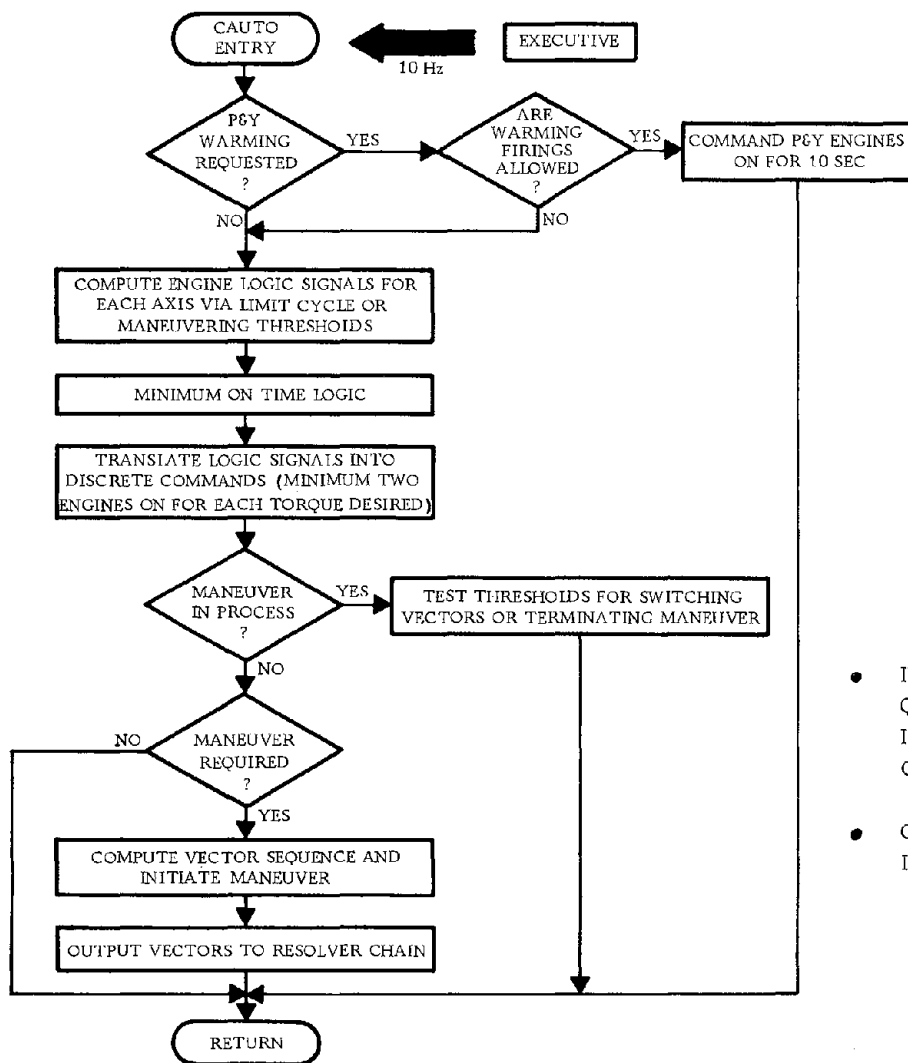 CAUTO
ENTRY
10 Hz
EXECUTIVE
P&Y
WARMING
REQUESTED
?
YES
NO
ARE
WARMING
FIRINGS
ALLOWED
?
YES
NO
COMMAND P&Y ENGINES
ON FOR 10 SEC
COMPUTE ENGINE LOGIC SIGNALS FOR
EACH AXIS VIA LIMIT CYCLE OR
MANEUVERING THRESHOLDS
MINIMUM ON TIME LOGIC
TRANSLATE LOGIC SIGNALS INTO
DISCRETE COMMANDS (MINIMUM TWO
ENGINES ON FOR EACH TORQUE DESIRED)
MANEUVER
IN PROCESS
?
YES
NO
TEST THRESHOLDS FOR SWITCHING
VECTORS OR TERMINATING MANEUVER
MANEUVER
REQUIRED
?
NO
YES
COMPUTE VECTOR SEQUENCE AND
INITIATE MANEUVER
OUTPUT VECTORS TO RESOLVER CHAIN
RETURN